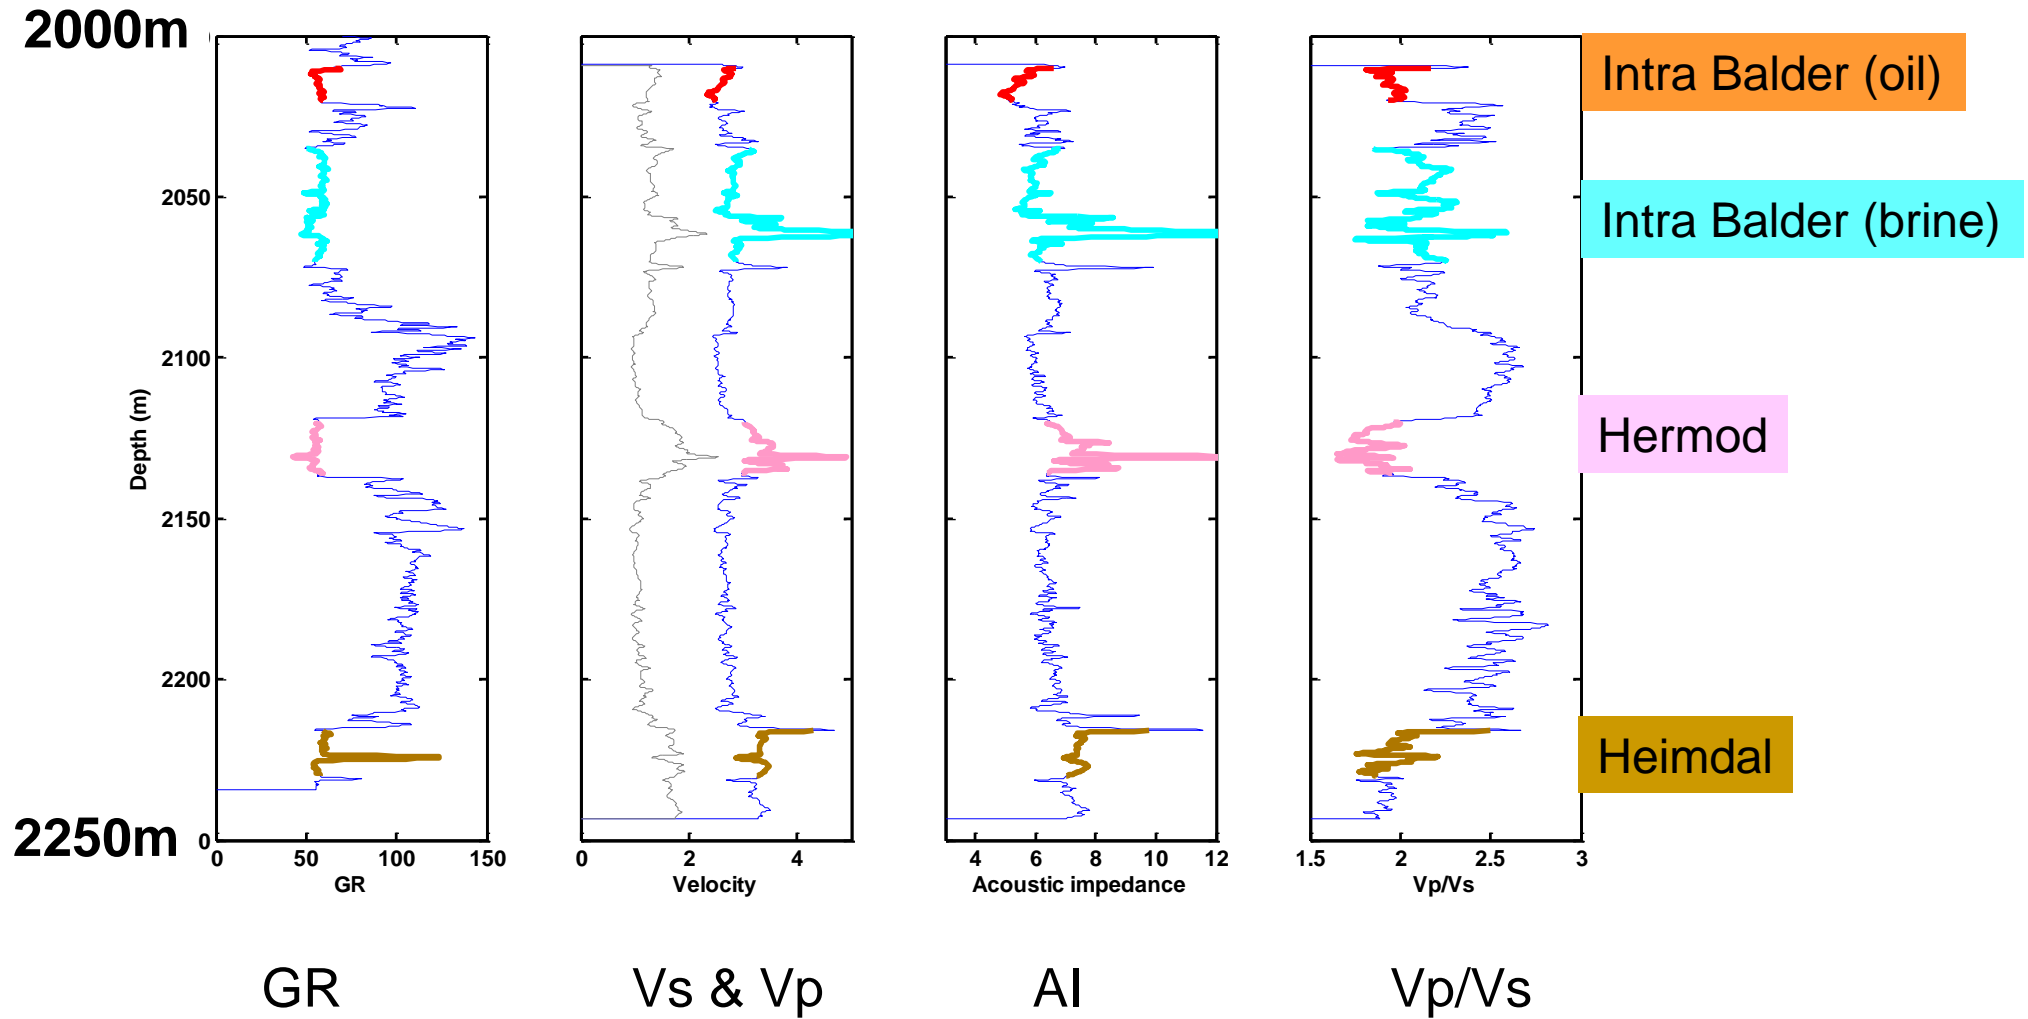 2000m
Intra Balder (oil)
2050
Intra Balder (brine)
2100
Depth (m)
Hermod
2150
2200
Heimdal
2250m
0
0 50 100 150
0 2 4
4 6 8 10 12
1.5 2 2.5 3
GR
Velocity
Acoustic impedance
Vp/Vs
GR
Vs & Vp
AI
Vp/Vs